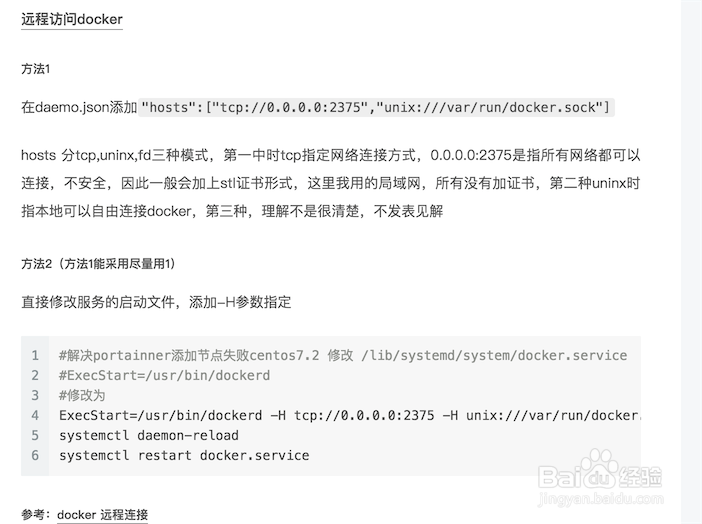 远程访问docker
方法1
在daemo.json添加 "hosts":["tcp://0.0.0.0:2375","unix:///var/run/docker.sock"]
hosts 分tcp,uninx,fd三种模式，第一中时tcp指定网络连接方式，0.0.0.0:2375是指所有网络都可以
连接，不安全，因此一般会加上stl证书形式，这里我用的局域网，所有没有加证书，第二种uninx时
指本地可以自由连接docker，第三种，理解不是很清楚，不发表见解
方法2（方法1能采用尽量用1）
直接修改服务的启动文件，添加-H参数指定
1 #解决portainner添加节点失败centos7.2 修改 /lib/systemd/system/docker.service
2 #ExecStart=/usr/bin/dockerd
3 #修改为
4 ExecStart=/usr/bin/dockerd -H tcp://0.0.0.0:2375 -H unix:///var/run/docker.
5 systemctl daemon-reload
6 systemctl restart docker.service
Baidu经验
jingyan.baidu.com
参考：docker 远程连接